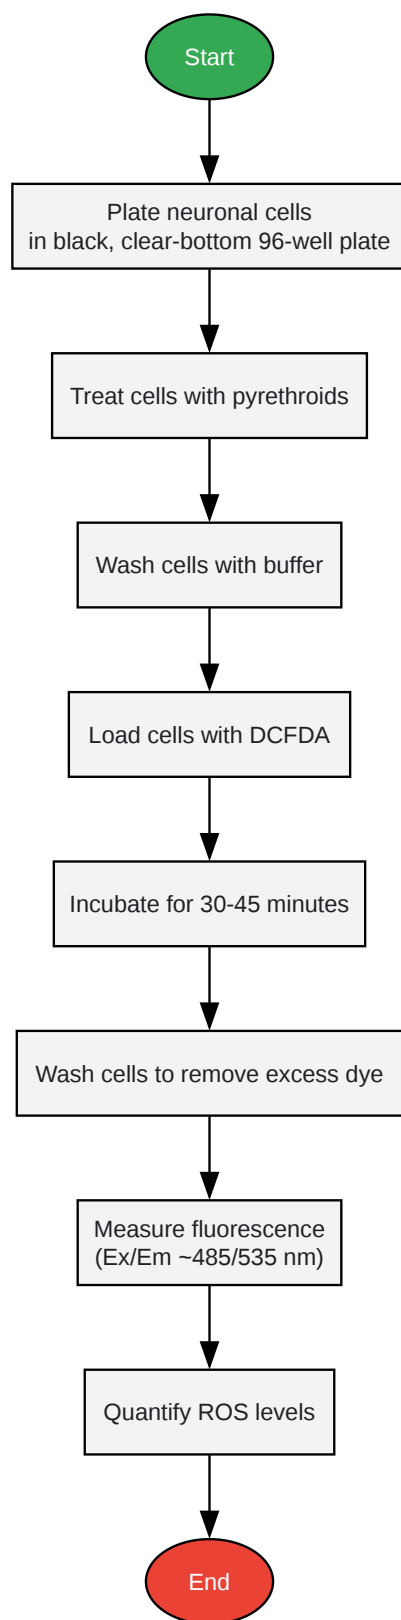 Start
Plate neuronal cells
in black, clear-bottom 96-well plate
Treat cells with pyrethroids
Wash cells with buffer
Load cells with DCFDA
Incubate for 30-45 minutes
Wash cells to remove excess dye
Measure fluorescence
(Ex/Em ~485/535 nm)
Quantify ROS levels
End